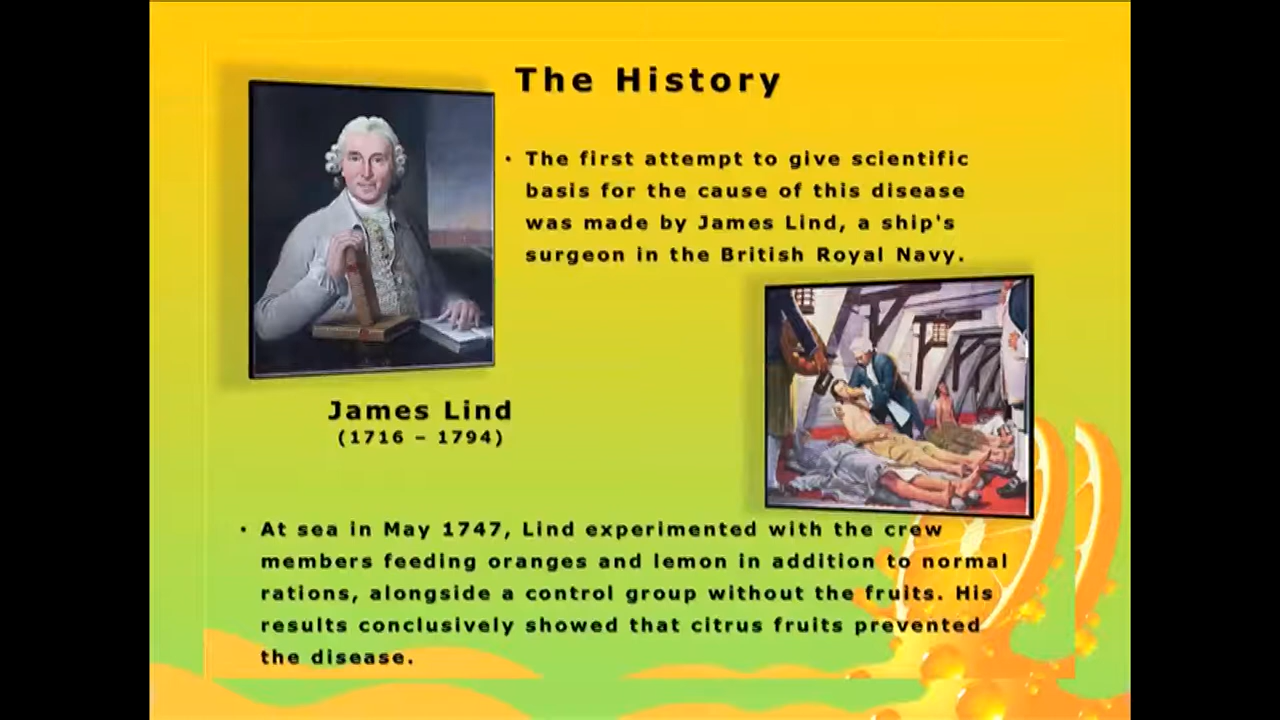 The History
• The first attempt to give scientific
basis for the cause of this disease
was made by James Lind, a ship's
surgeon in the British Royal Navy.
James Lind
(1716 – 1794)
• At sea in May 1747, Lind experimented with the crew
members feeding oranges and lemon in addition to normal
rations, alongside a control group without the fruits. His
results conclusively showed that citrus fruits prevented
the disease.